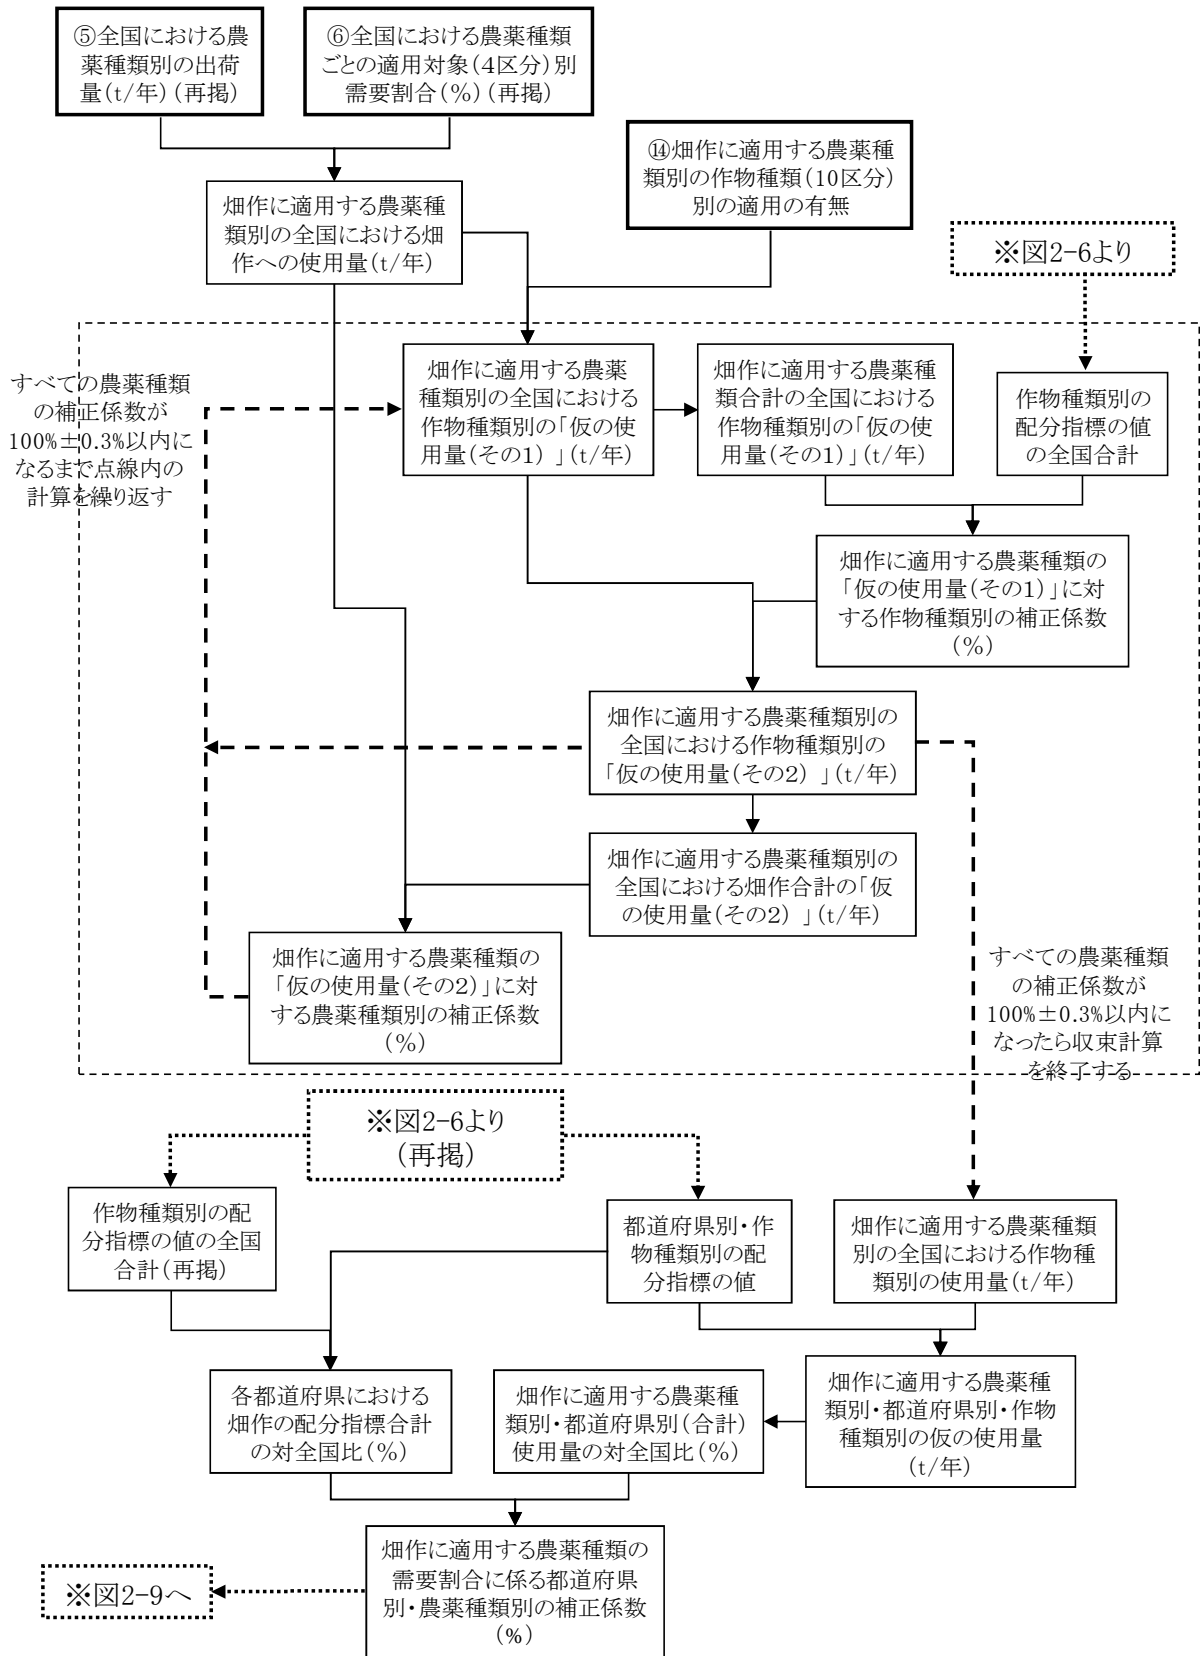 ⑤全国における農
薬種類別の出荷
量(t/年)(再掲)
⑥全国における農薬種類
ごとの適用対象(4区分)別
需要割合(%)(再掲)
⑭畑作に適用する農薬種
類別の作物種類(10区分)
別の適用の有無
畑作に適用する農薬種
類別の全国における畑
作への使用量(t/年)
※図2-6より
すべての農薬種類
の補正係数が
100%±0.3%以内に
なるまで点線内の
計算を繰り返す
畑作に適用する農薬
種類別の全国における
作物種類別の「仮の使
用量(その1) 」(t/年)
畑作に適用する農薬種
類合計の全国における
作物種類別の「仮の使
用量(その1)」(t/年)
作物種類別の
配分指標の値
の全国合計
畑作に適用する農薬種類の
「仮の使用量(その1)」に対
する作物種類別の補正係数
(%)
畑作に適用する農薬種類別の
全国における作物種類別の
「仮の使用量(その2) 」(t/年)
畑作に適用する農薬種類別の
全国における畑作合計の「仮
の使用量(その2) 」(t/年)
畑作に適用する農薬種類の
「仮の使用量(その2)」に対
する農薬種類別の補正係数
(%)
すべての農薬種類
の補正係数が
100%±0.3%以内に
なったら収束計算
を終了する
※図2-6より
(再掲)
作物種類別の配
分指標の値の全国
合計(再掲)
都道府県別・作
物種類別の配
分指標の値
畑作に適用する農薬種類
別の全国における作物種
類別の使用量(t/年)
各都道府県における
畑作の配分指標合計
の対全国比(%)
畑作に適用する農薬種
類別・都道府県別(合計)
使用量の対全国比(%)
畑作に適用する農薬種
類別・都道府県別・作物
種類別の仮の使用量
(t/年)
畑作に適用する農薬種類の
需要割合に係る都道府県
別・農薬種類別の補正係数
(%)
※図2-9へ